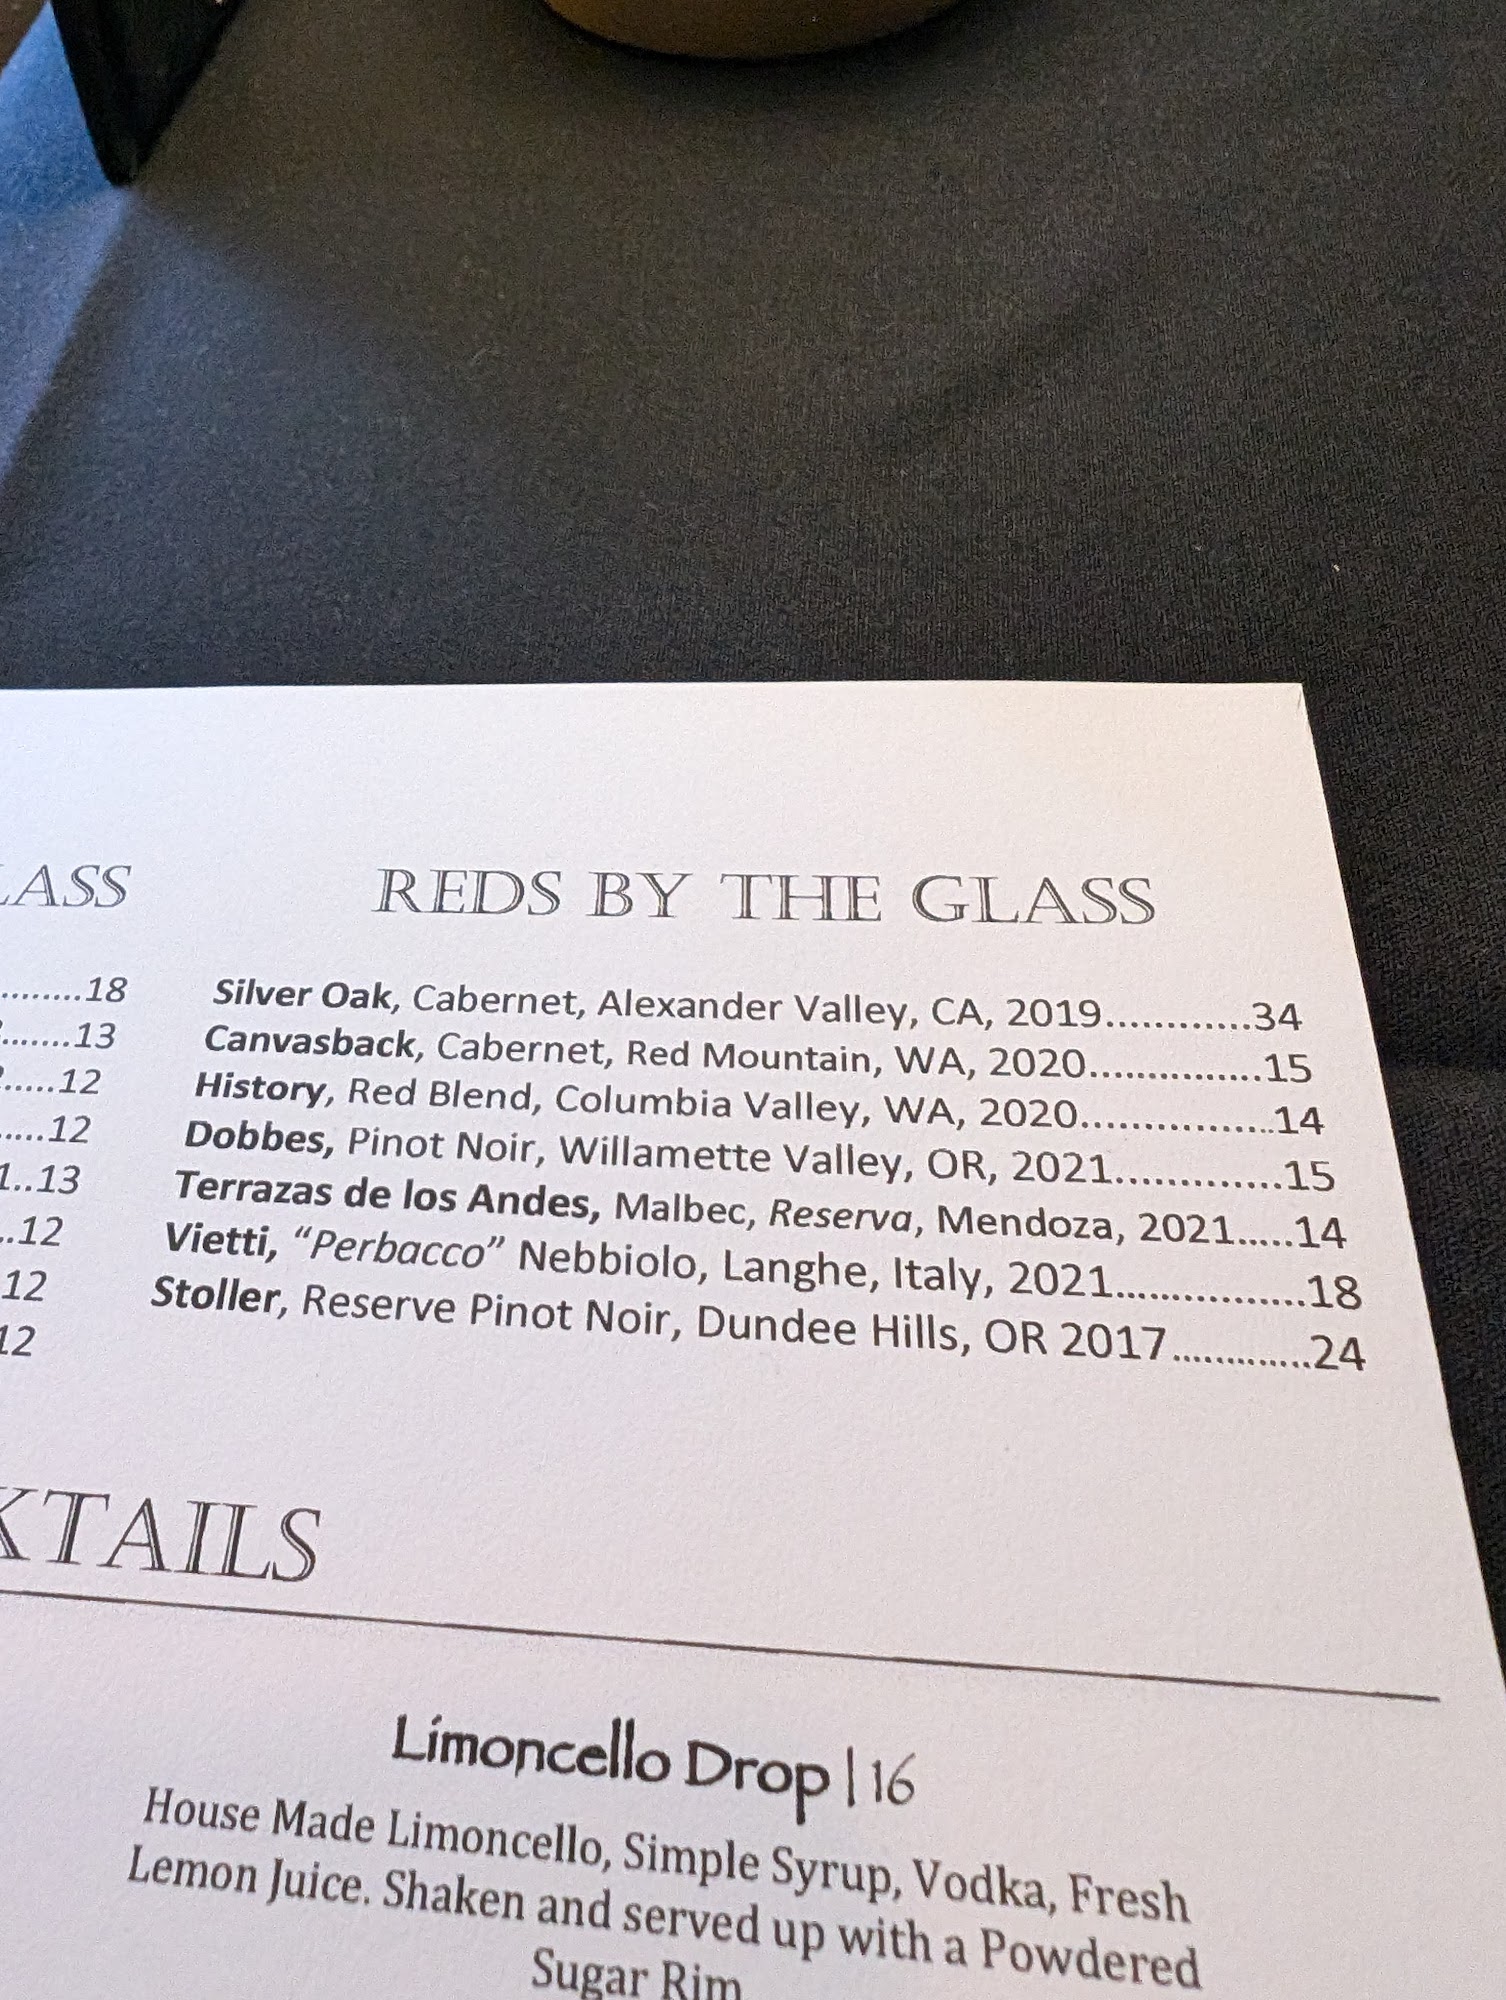 LASS
........18
.......13
.....12
.....12
1..13
..12
12
12
REDS BY THE GLASS
Silver Oak, Cabernet, Alexander Valley, CA, 2019.............34
Canvasback, Cabernet, Red Mountain, WA, 2020................15
History, Red Blend, Columbia Valley, WA, 2020.................14
Dobbes, Pinot Noir, Willamette Valley, OR, 2021...............15
Terrazas de los Andes, Malbec, Reserva, Mendoza, 2021.....14
Vietti, “Perbacco” Nebbiolo, Langhe, Italy, 2021.................18
Stoller, Reserve Pinot Noir, Dundee Hills, OR 2017.............24
KTAILS
Limoncello Drop|16
House Made Limoncello, Simple Syrup, Vodka, Fresh
Lemon Juice. Shaken and served up with a Powdered
Sugar Rim